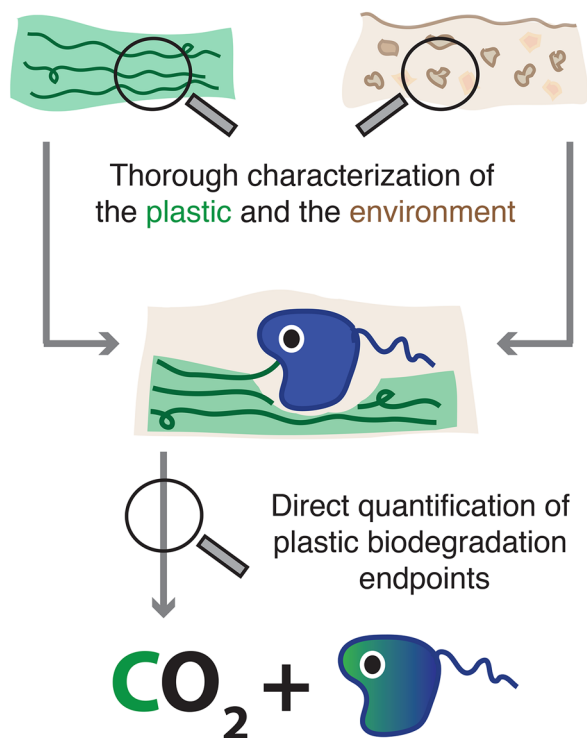 Thorough characterization of
the plastic and the environment
Direct quantification of
plastic biodegradation
endpoints
CO₂ +